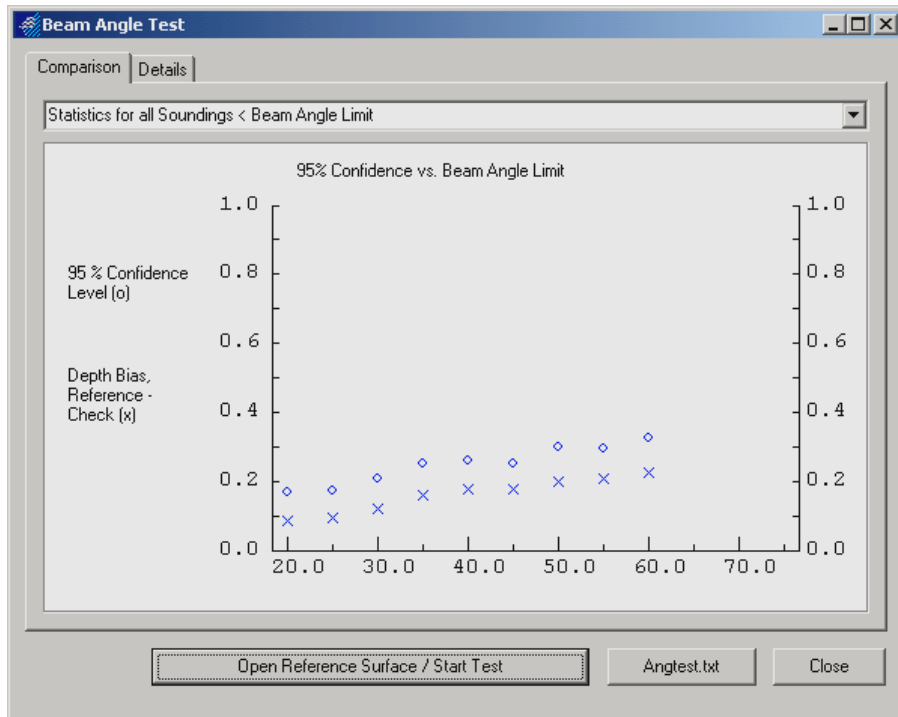 Beam Angle Test
Comparison
Details
Statistics for all Soundings < Beam Angle Limit
95% Confidence vs. Beam Angle Limit
95 % Confidence
Level (o)
Depth Bias,
Reference -
Check (x)
1.0
0.8
0.6
0.4
0.2
0.0
1.0
0.8
0.6
0.4
0.2
0.0
20.0 30.0 40.0 50.0 60.0 70.0
Open Reference Surface / Start Test
Angtest.txt
Close